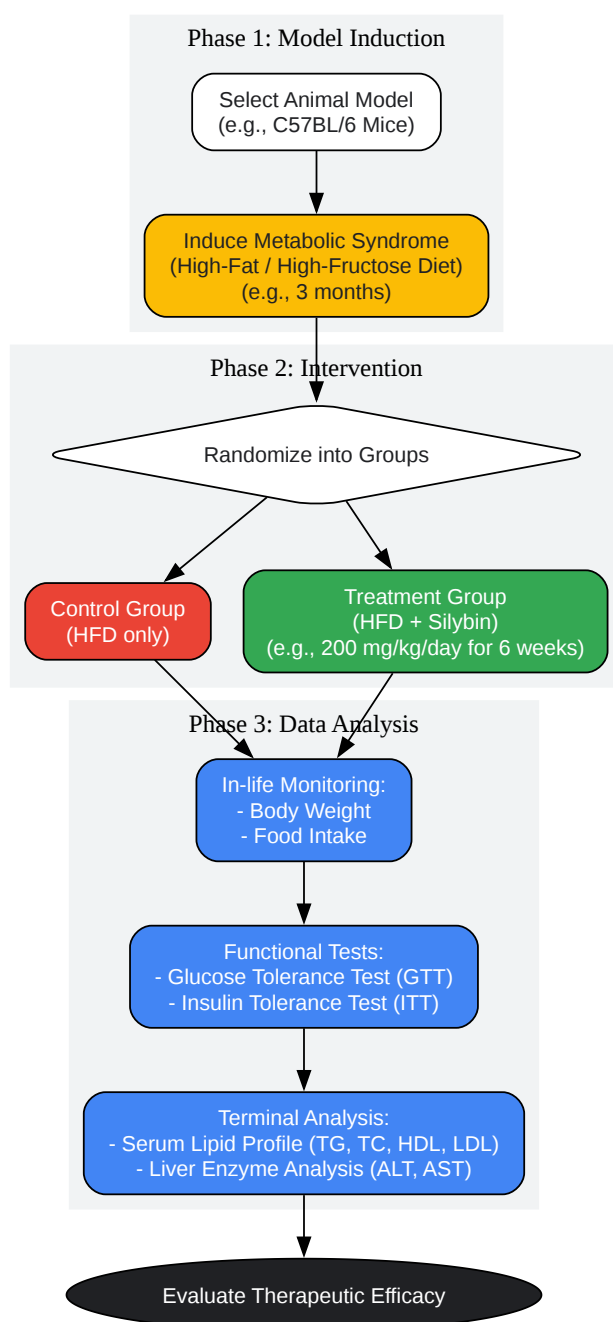 Phase 1: Model Induction
Select Animal Model
(e.g., C57BL/6 Mice)
Induce Metabolic Syndrome
(High-Fat / High-Fructose Diet)
(e.g., 3 months)
Phase 2: Intervention
Randomize into Groups
Control Group
(HFD only)
Treatment Group
(HFD + Silybin)
(e.g., 200 mg/kg/day for 6 weeks)
Phase 3: Data Analysis
In-life Monitoring:
- Body Weight
- Food Intake
Functional Tests:
- Glucose Tolerance Test (GTT)
- Insulin Tolerance Test (ITT)
Terminal Analysis:
- Serum Lipid Profile (TG, TC, HDL, LDL)
- Liver Enzyme Analysis (ALT, AST)
Evaluate Therapeutic Efficacy